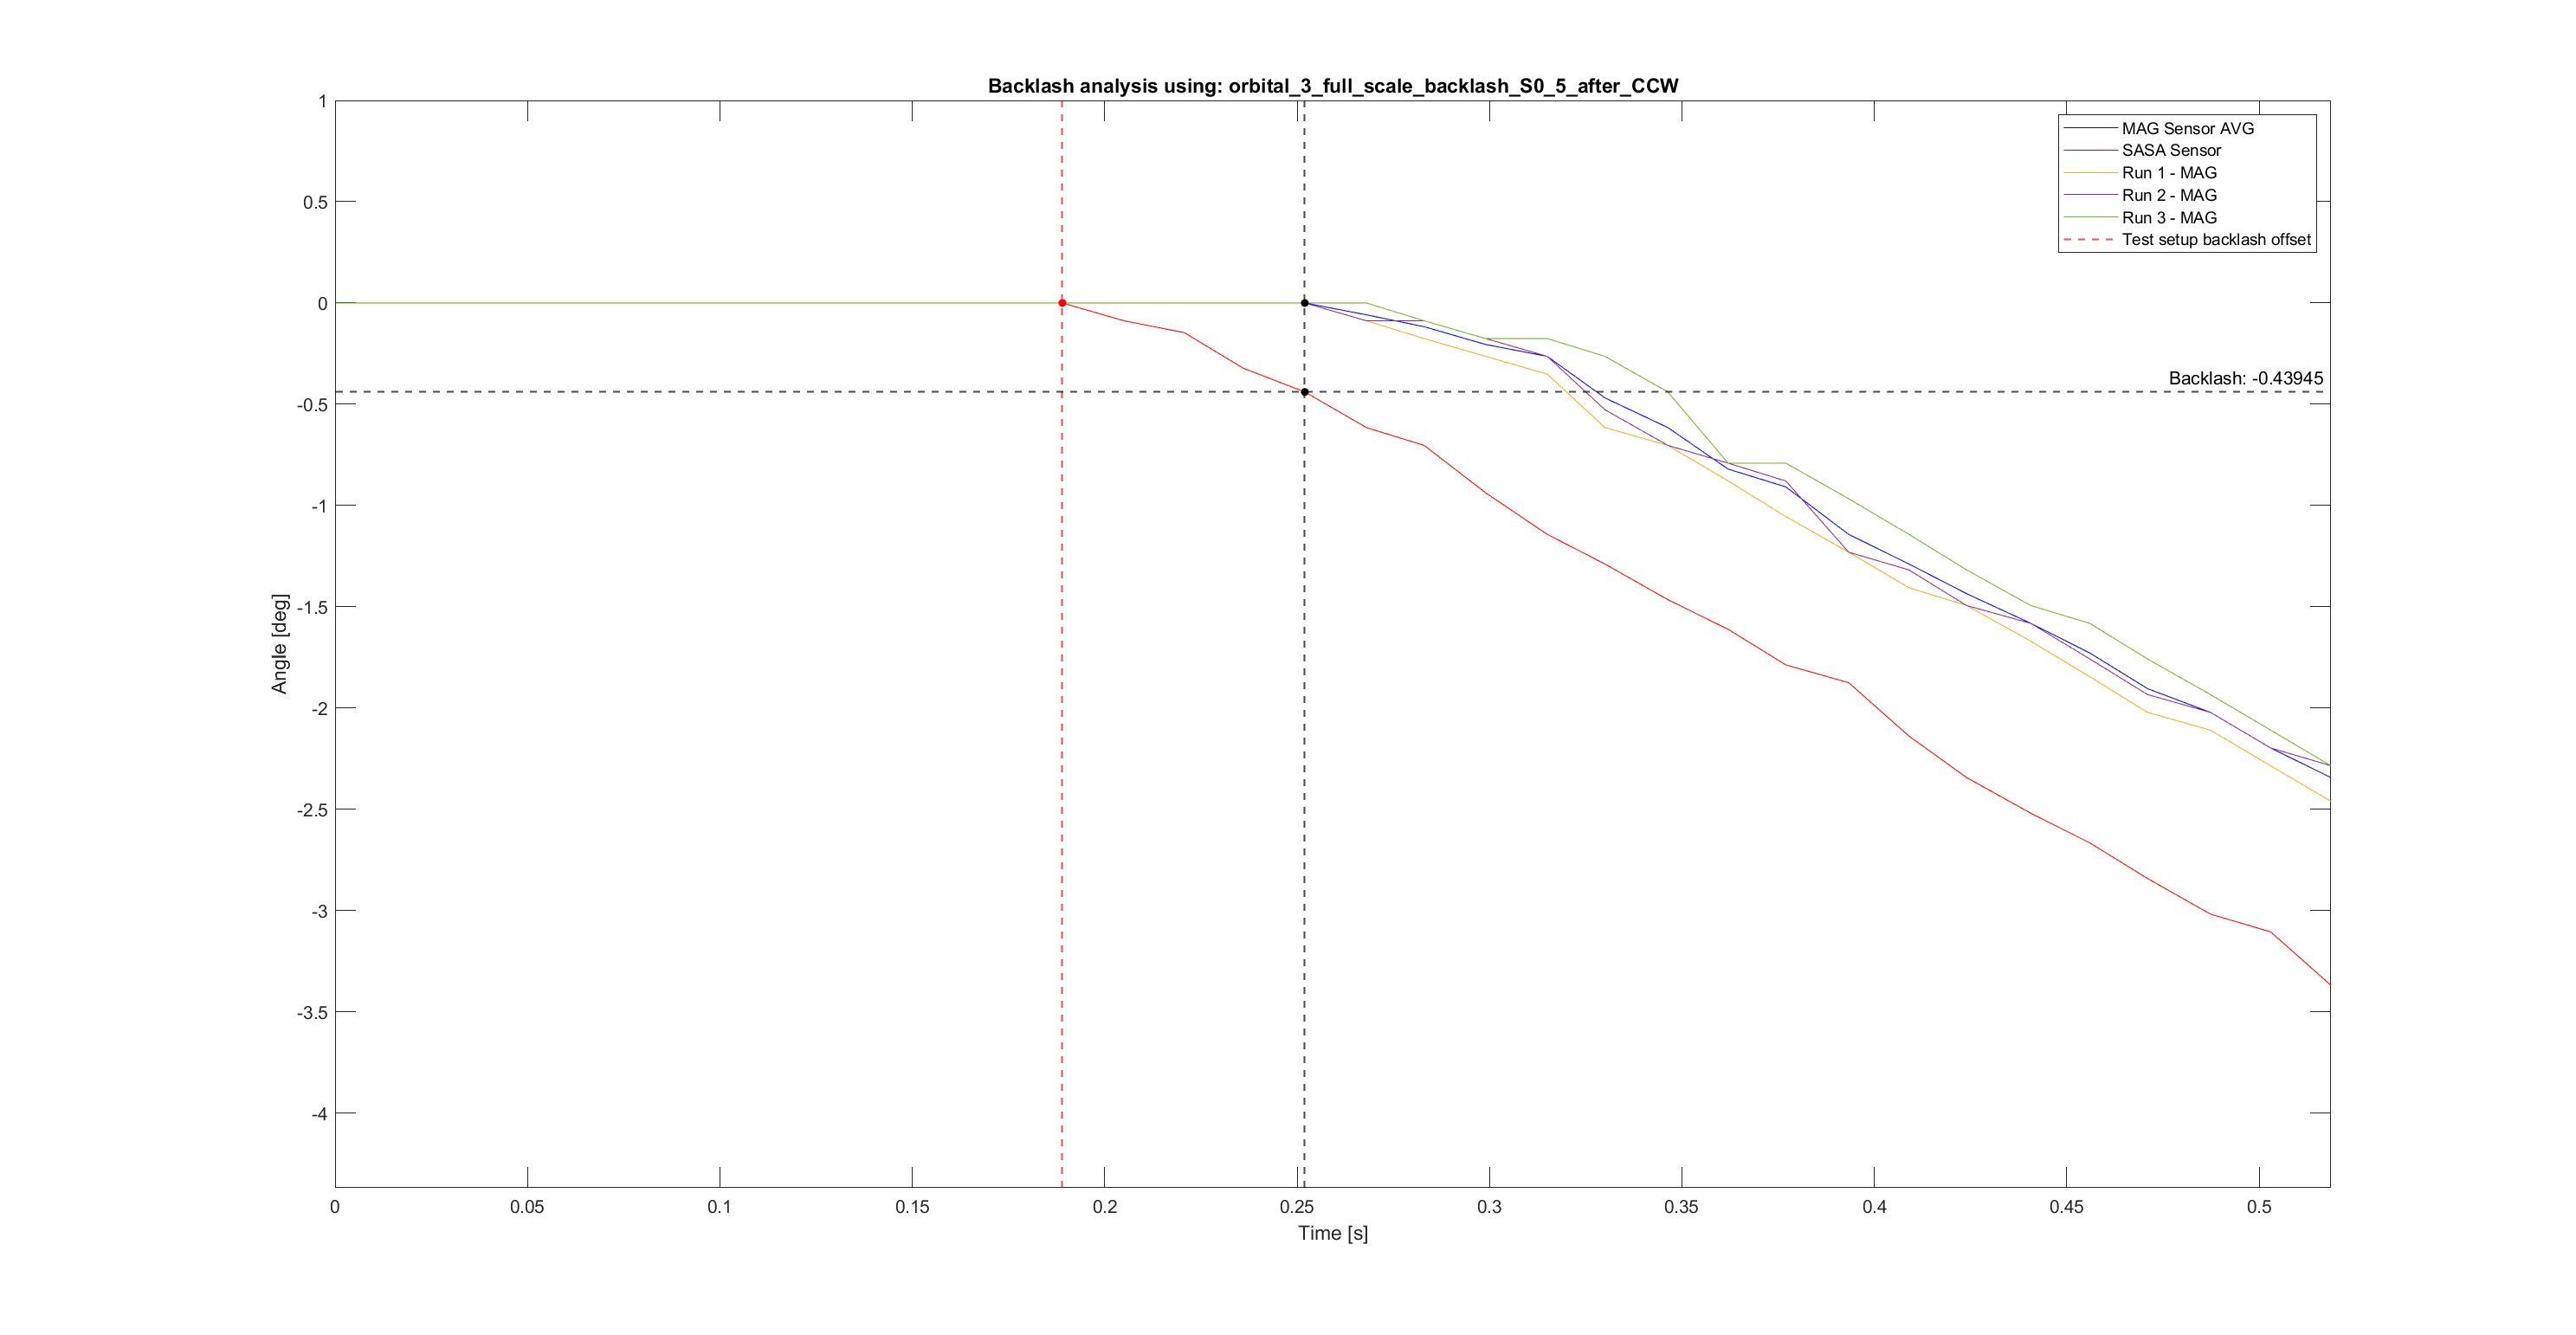 Backlash analysis using: orbital_3_full_scale_backlash_S0_5_after_CCW
MAG Sensor AVG
SASA Sensor
Run 1 - MAG
Run 2 - MAG
Run 3 - MAG
Test setup backlash offset
Backlash: -0.43945
Angle [deg]
1
0.5
0
-0.5
-1
-1.5
-2
-2.5
-3
-3.5
-4
0
0.05
0.1
0.15
0.2
0.25
0.3
0.35
0.4
0.45
0.5
Time [s]